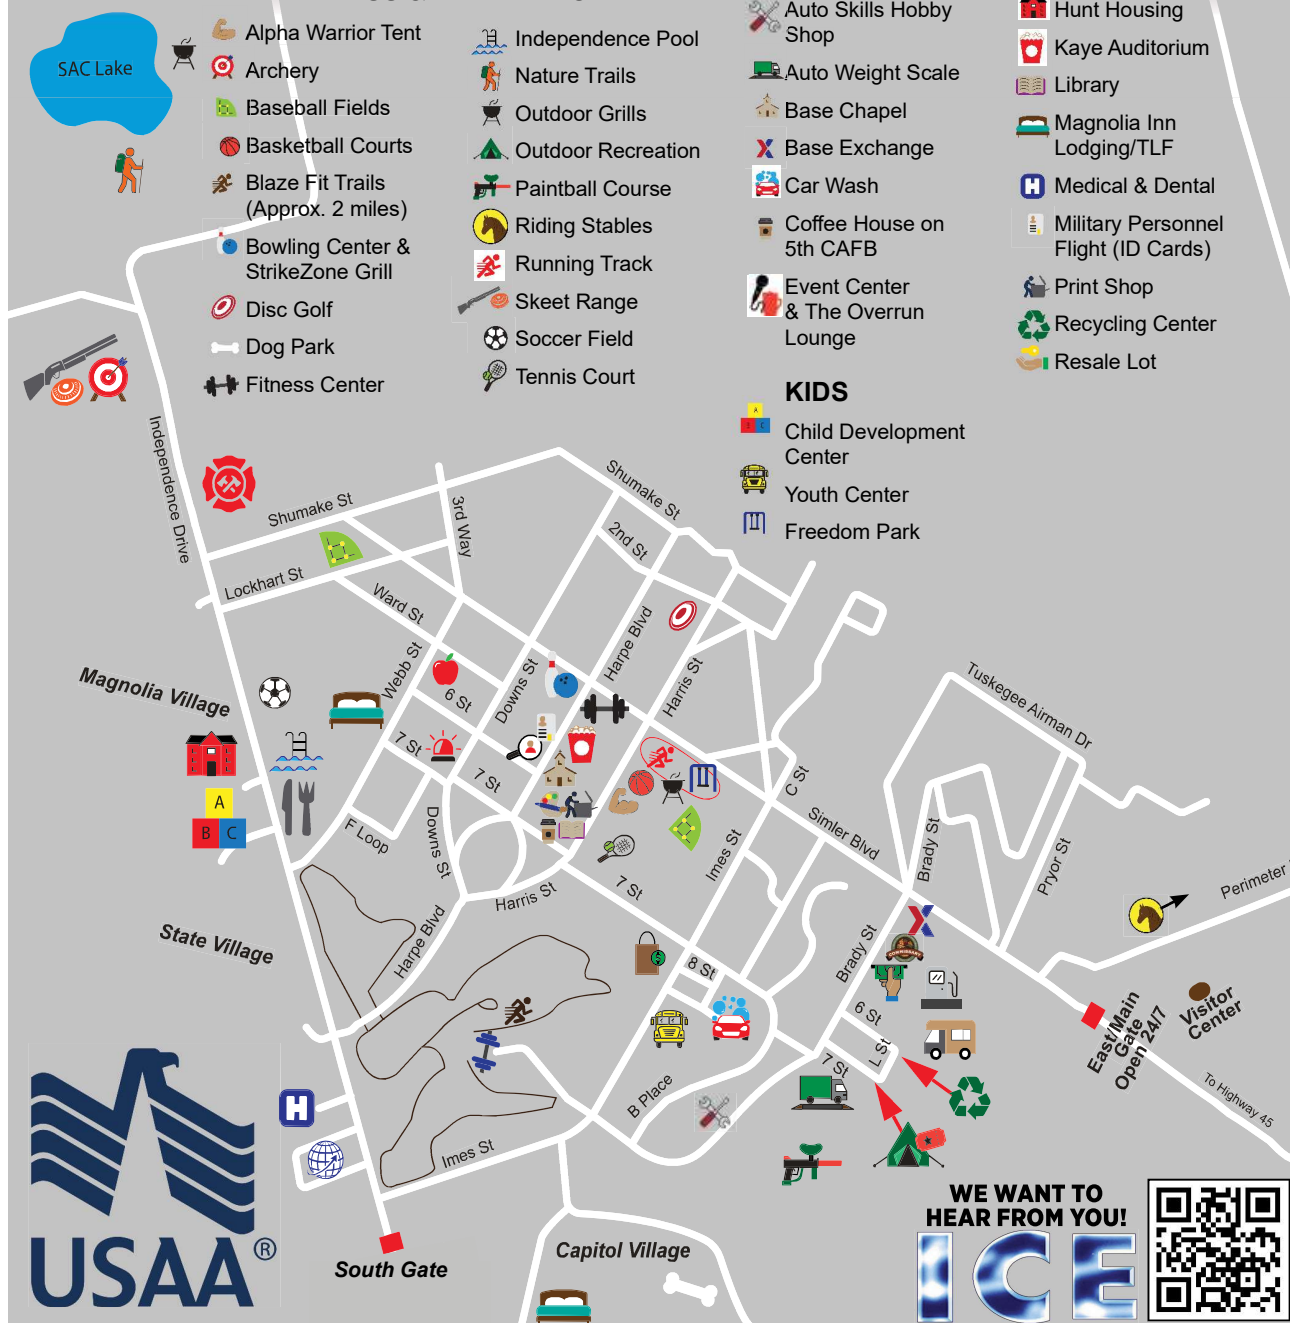 SAC Lake
Alpha Warrior Tent
Archery
Baseball Fields
Basketball Courts
Blaze Fit Trails
(Approx. 2 miles)
Bowling Center &
StrikeZone Grill
Disc Golf
Dog Park
Fitness Center
Independence Pool
Nature Trails
Outdoor Grills
Outdoor Recreation
Paintball Course
Riding Stables
Running Track
Skeet Range
Soccer Field
Tennis Court
Auto Skills Hobby
Shop
Auto Weight Scale
Base Chapel
Base Exchange
Car Wash
Coffee House on
5th CAFB
Event Center
& The Overrun
Lounge
KIDS
A
B C
Child Development
Center
Youth Center
Freedom Park
Hunt Housing
Kaye Auditorium
Library
Magnolia Inn
Lodging/TLF
H
Medical & Dental
Military Personnel
Flight (ID Cards)
Print Shop
Recycling Center
Resale Lot
Independence Drive
Shumake St
3rd Way
Shumake St
2nd St
Lockhart St
Ward St
Webb St
Harpe Blvd
Harris St
Downs St
6 St
7 St
7 St
Magnolia Village
A
B C
F Loop
Downs St
Harris St
Harpe Blvd
State Village
7 St
Imes St
C St
Simler Blvd
Tuskegee Airman Dr
Brady St
Pryor St
Perimeter
Brady St
8 St
6 St
L St
7 St
B Place
Imes St
H
East/Main
Gate
Open 24/7
Visitor
Center
To Highway 45
South Gate
Capitol Village
USAA®
WE WANT TO
HEAR FROM YOU!
ICE